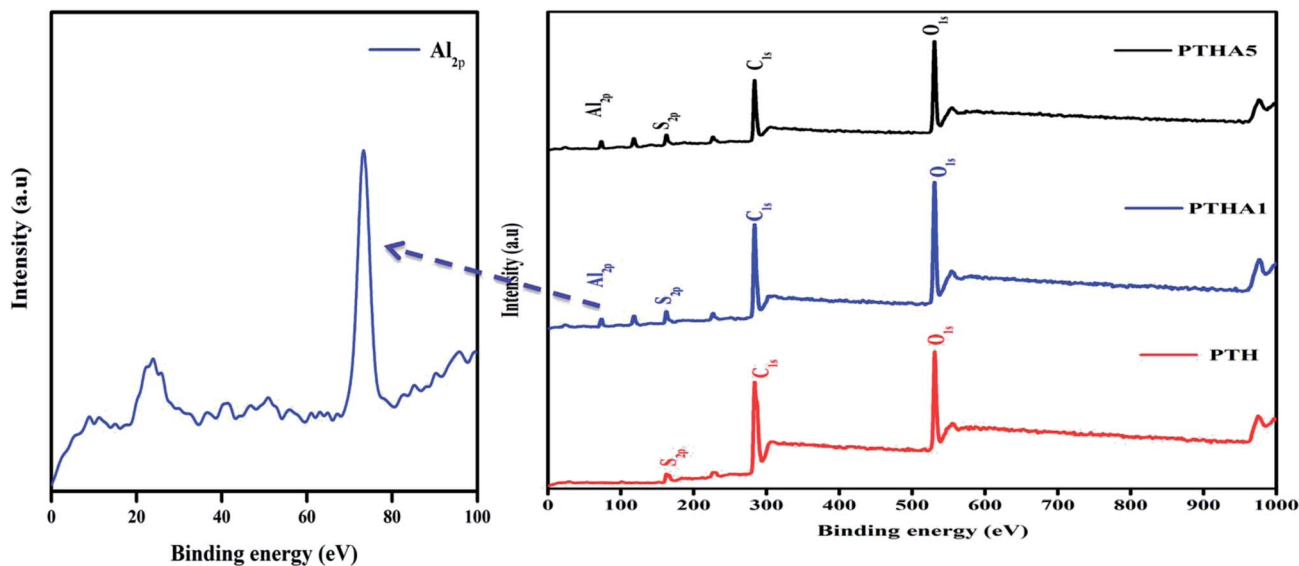 Al2p
Intensity (a.u)
0 20 40 60 80 100
Binding energy (eV)
O1s
PTHA5
C1s
Al2p
S2p
O1s
PTHA1
C1s
Al2p
S2p
Intensity (a.u)
O1s
PTH
C1s
S2p
0 100 200 300 400 500 600 700 800 900 1000
Binding energy (eV)